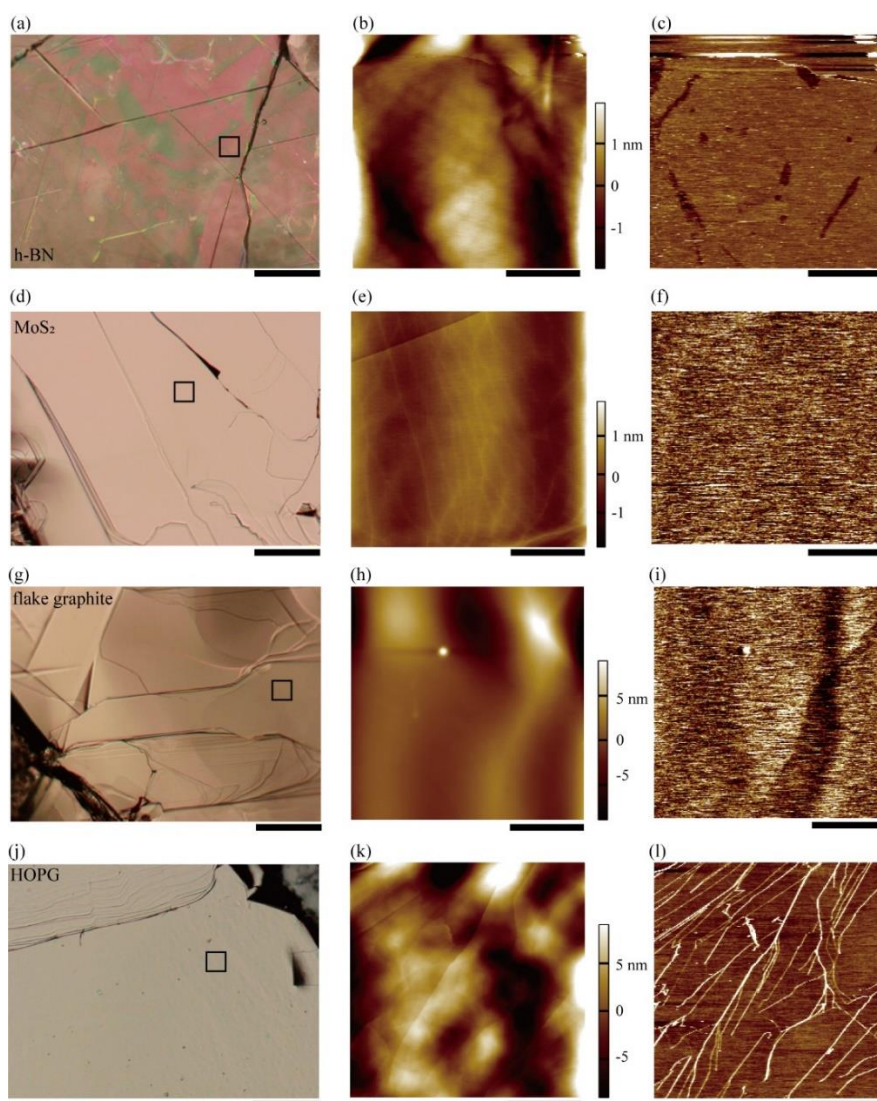 (a)
(b)
(c)
h-BN
1 nm
0
-1
(d)
(e)
(f)
MoS₂
1 nm
0
-1
(g)
(h)
(i)
flake graphite
5 nm
0
-5
(j)
(k)
(l)
HOPG
5 nm
0
-5